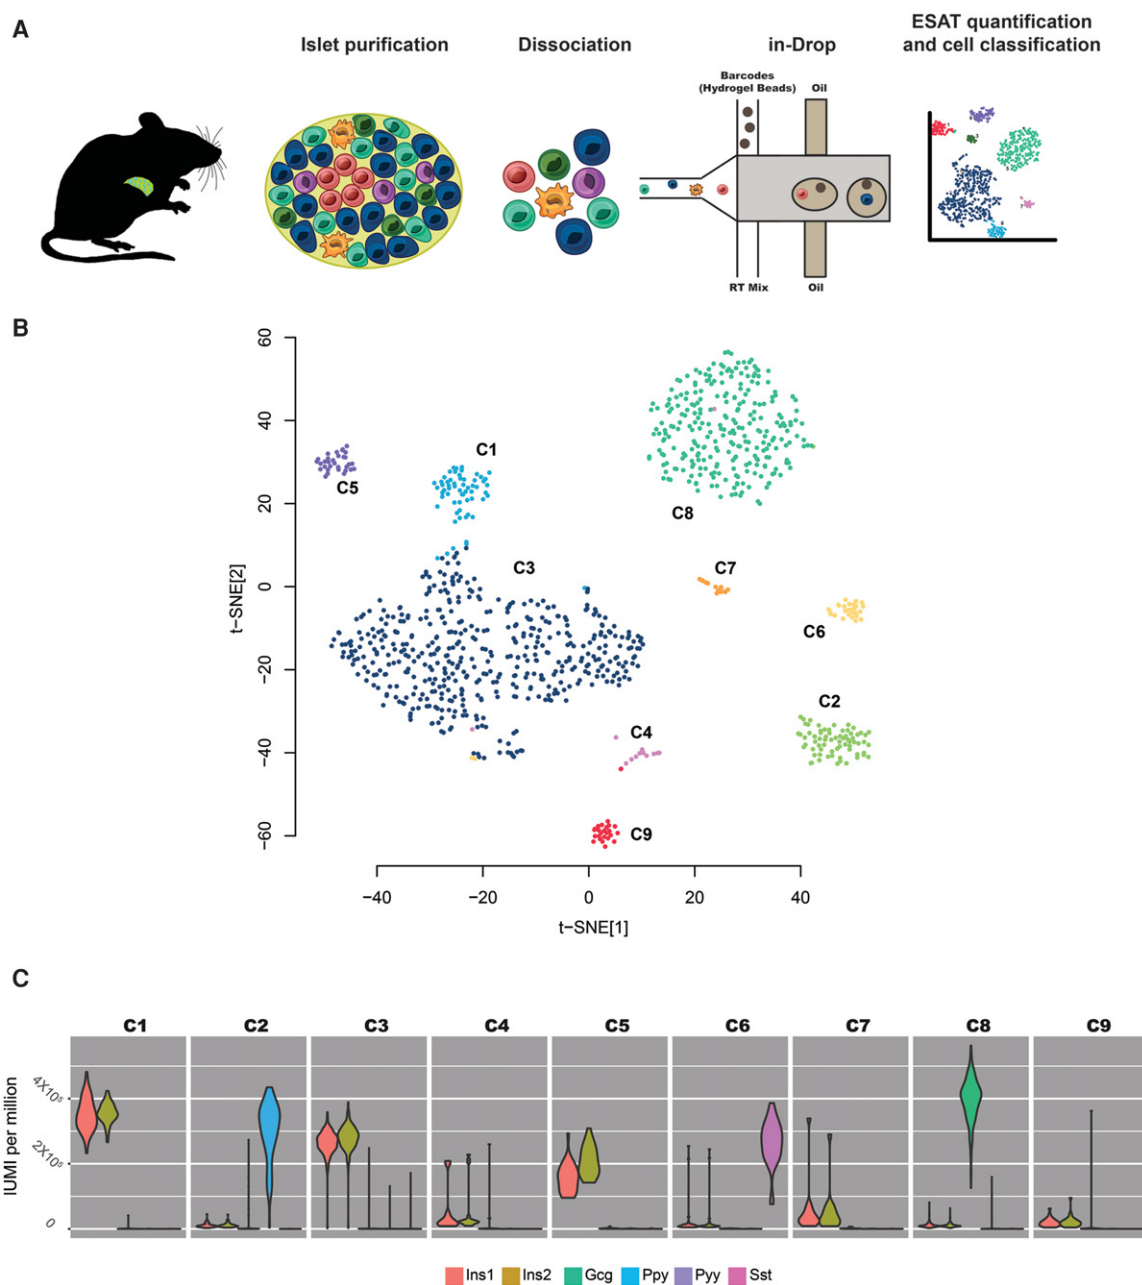 A
Islet purification
Dissociation
in-Drop
ESAT quantification
and cell classification
Barcodes
(Hydrogel Beads)
Oil
RT Mix
Oil
B
60
40
20
0
−20
−40
−60
t−SNE[2]
C5
C1
C8
C3
C7
C6
C2
C4
C9
−40
−20
0
20
40
t−SNE[1]
C
C1
C2
C3
C4
C5
C6
C7
C8
C9
4X10⁵
2X10⁵
0
IUMI per million
Ins1
Ins2
Gcg
Ppy
Pyy
Sst